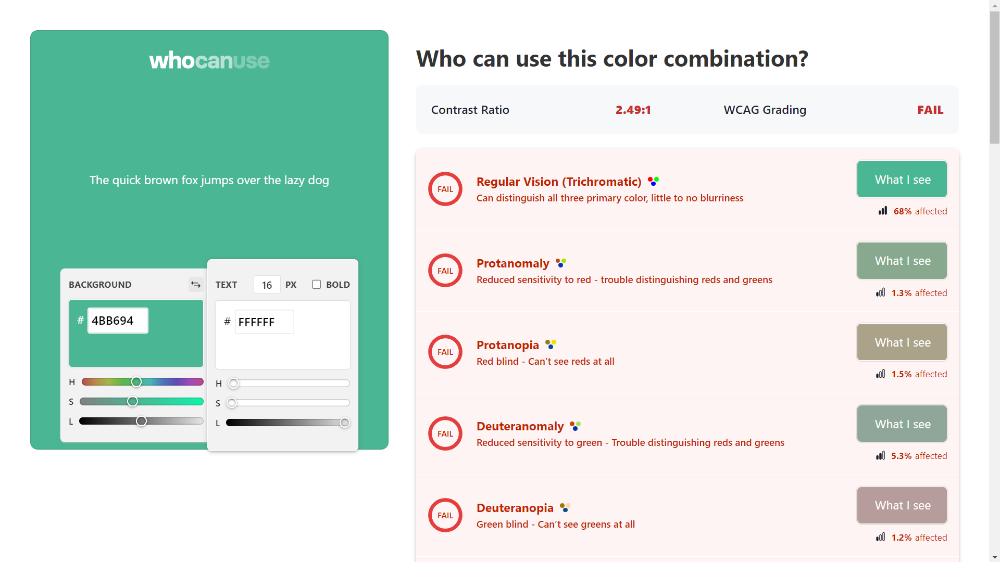 whocanuse
The quick brown fox jumps over the lazy dog
BACKGROUND
# 4BB694
H
S
L
TEXT 16 PX BOLD
# FFFFFF
H
S
L
Who can use this color combination?
Contrast Ratio 2.49:1 WCAG Grading FAIL
FAIL
Regular Vision (Trichromatic)
Can distinguish all three primary color, little to no blurriness
What I see
68% affected
FAIL
Protanomaly
Reduced sensitivity to red - trouble distinguishing reds and greens
What I see
1.3% affected
FAIL
Protanopia
Red blind - Can’t see reds at all
What I see
1.5% affected
FAIL
Deuteranomaly
Reduced sensitivity to green - Trouble distinguishing reds and greens
What I see
5.3% affected
FAIL
Deuteranopia
Green blind - Can’t see greens at all
What I see
1.2% affected